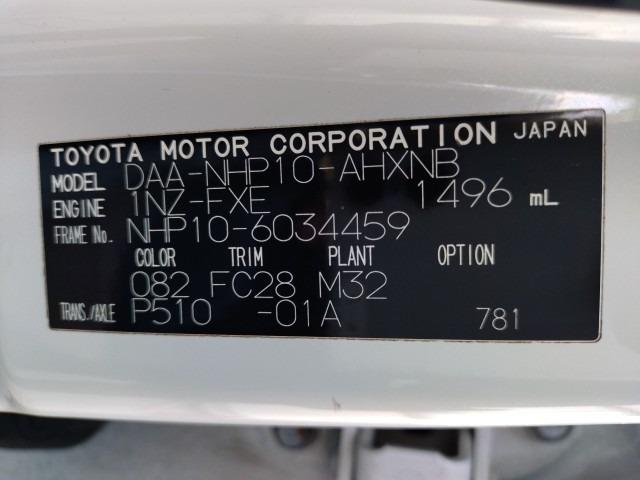 TOYOTA MOTOR CORPORATION JAPAN
MODEL DAA-NHP10-AHXNB
ENGINE 1NZ-FXE 1496 mL
FRAME No. NHP10-6034459
COLOR TRIM PLANT OPTION
082 FC28 M32
TRANS./AXLE P510 -01A 781